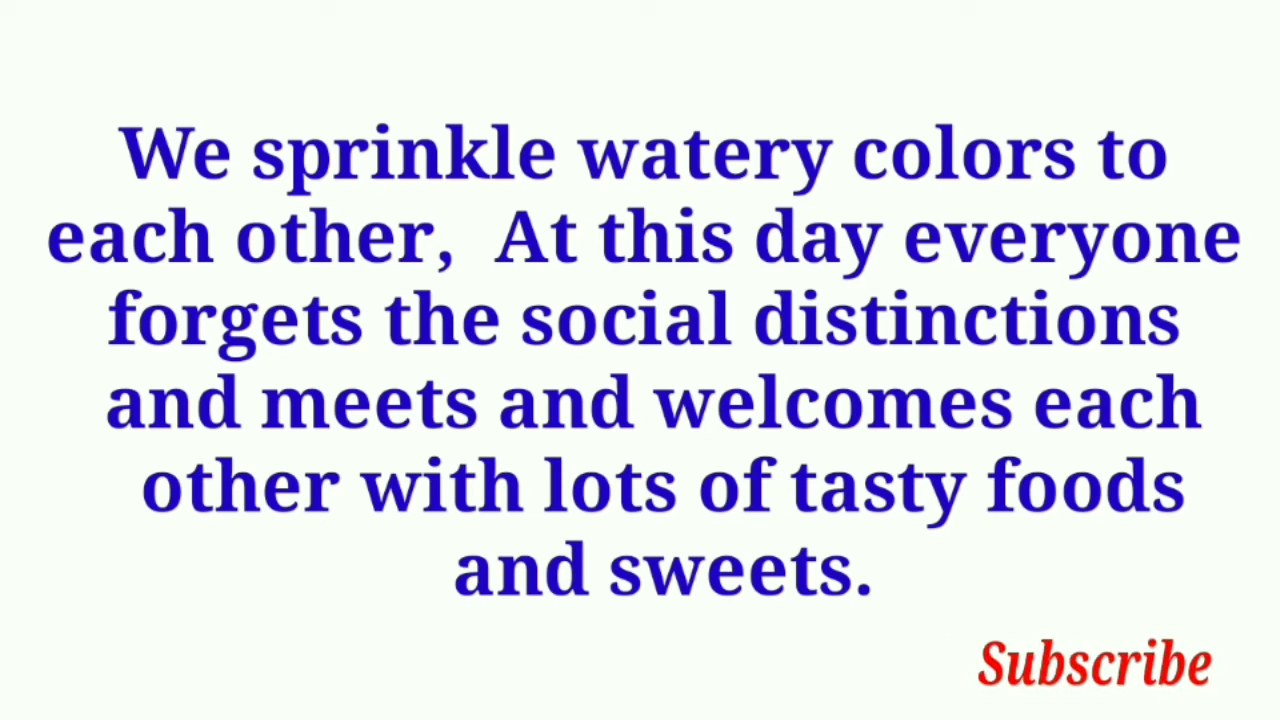 We sprinkle watery colors to
each other, At this day everyone
forgets the social distinctions
and meets and welcomes each
other with lots of tasty foods
and sweets.
Subscribe